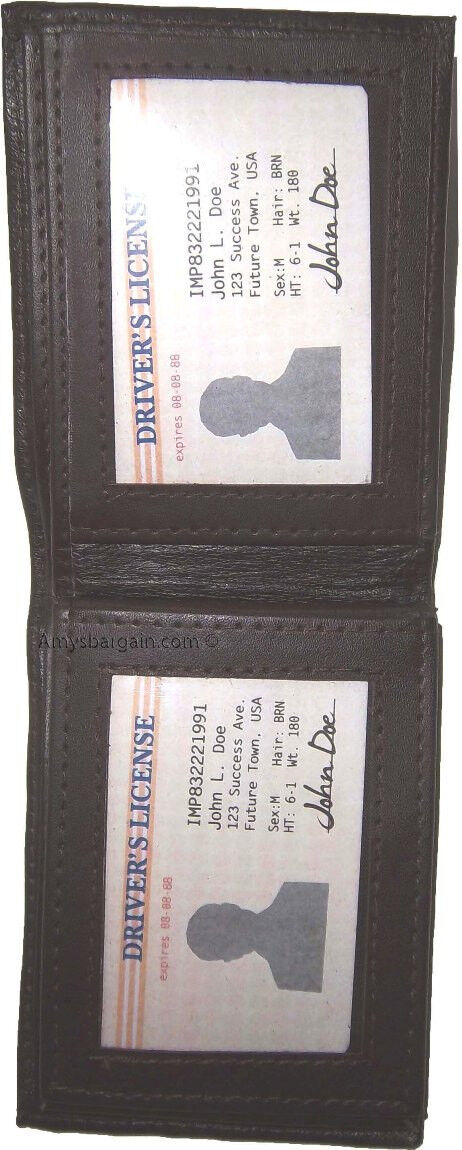 DRIVER'S LICENSE
expires 08-08-88
IMP832221991
John L. Doe
123 Success Ave.
Future Town, USA
Sex:M Hair: BRN
HT: 6-1 Wt. 180
John Doe
Amysbargain.com ©
DRIVER'S LICENSE
expires 08-08-88
IMP832221991
John L. Doe
123 Success Ave.
Future Town, USA
Sex:M Hair: BRN
HT: 6-1 Wt. 180
John Doe